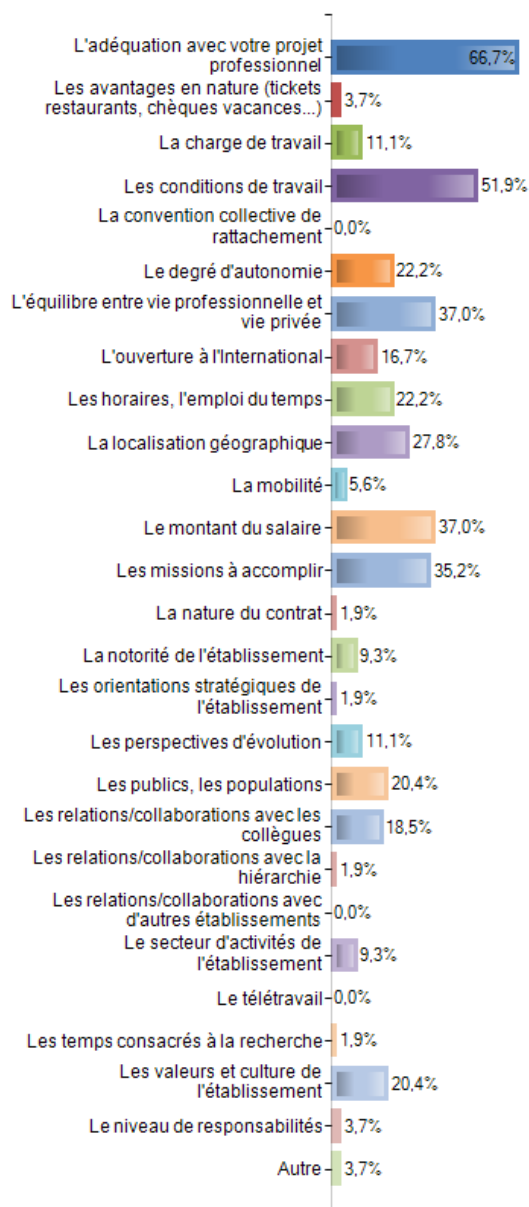 L'adéquation avec votre projet
professionnel
66,7%
Les avantages en nature (tickets
restaurants, chèques vacances...)
3,7%
La charge de travail
11,1%
Les conditions de travail
51,9%
La convention collective de
rattachement
0,0%
Le degré d'autonomie
22,2%
L'équilibre entre vie professionnelle et
vie privée
37,0%
L'ouverture à l'International
16,7%
Les horaires, l'emploi du temps
22,2%
La localisation géographique
27,8%
La mobilité
5,6%
Le montant du salaire
37,0%
Les missions à accomplir
35,2%
La nature du contrat
1,9%
La notorité de l'établissement
9,3%
Les orientations stratégiques de
l'établissement
1,9%
Les perspectives d'évolution
11,1%
Les publics, les populations
20,4%
Les relations/collaborations avec les
collègues
18,5%
Les relations/collaborations avec la
hiérarchie
1,9%
Les relations/collaborations avec
d'autres établissements
0,0%
Le secteur d'activités de
l'établissement
9,3%
Le télétravail
0,0%
Les temps consacrés à la recherche
1,9%
Les valeurs et culture de
l'établissement
20,4%
Le niveau de responsabilités
3,7%
Autre
3,7%